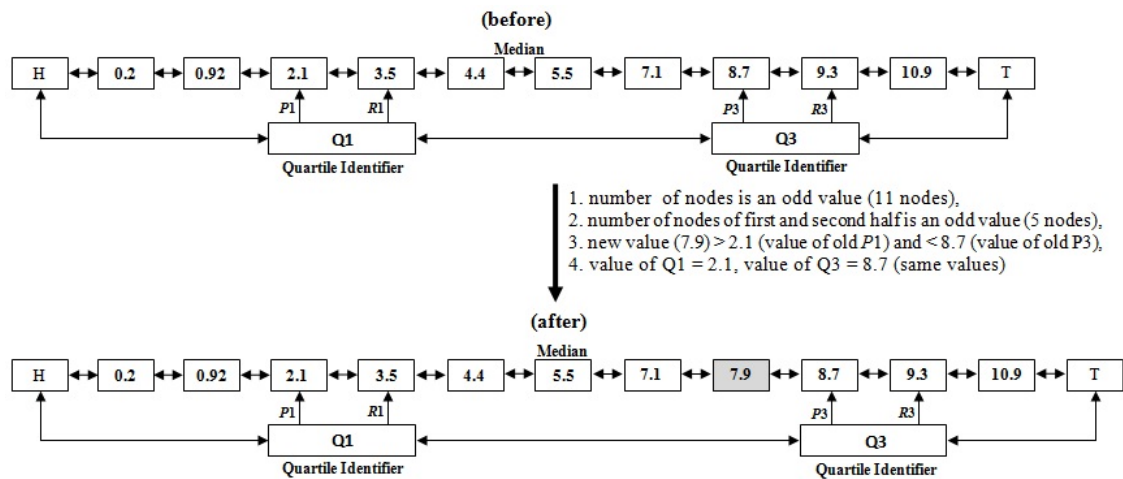 (before)
Median
H 0.2 0.92 2.1 3.5 4.4 5.5 7.1 8.7 9.3 10.9 T
P1 R1 P3 R3
Q1 Q3
Quartile Identifier Quartile Identifier
1. number of nodes is an odd value (11 nodes),
2. number of nodes of first and second half is an odd value (5 nodes),
3. new value (7.9) > 2.1 (value of old P1) and < 8.7 (value of old P3),
4. value of Q1 = 2.1, value of Q3 = 8.7 (same values)
(after)
Median
H 0.2 0.92 2.1 3.5 4.4 5.5 7.1 7.9 8.7 9.3 10.9 T
P1 R1 P3 R3
Q1 Q3
Quartile Identifier Quartile Identifier